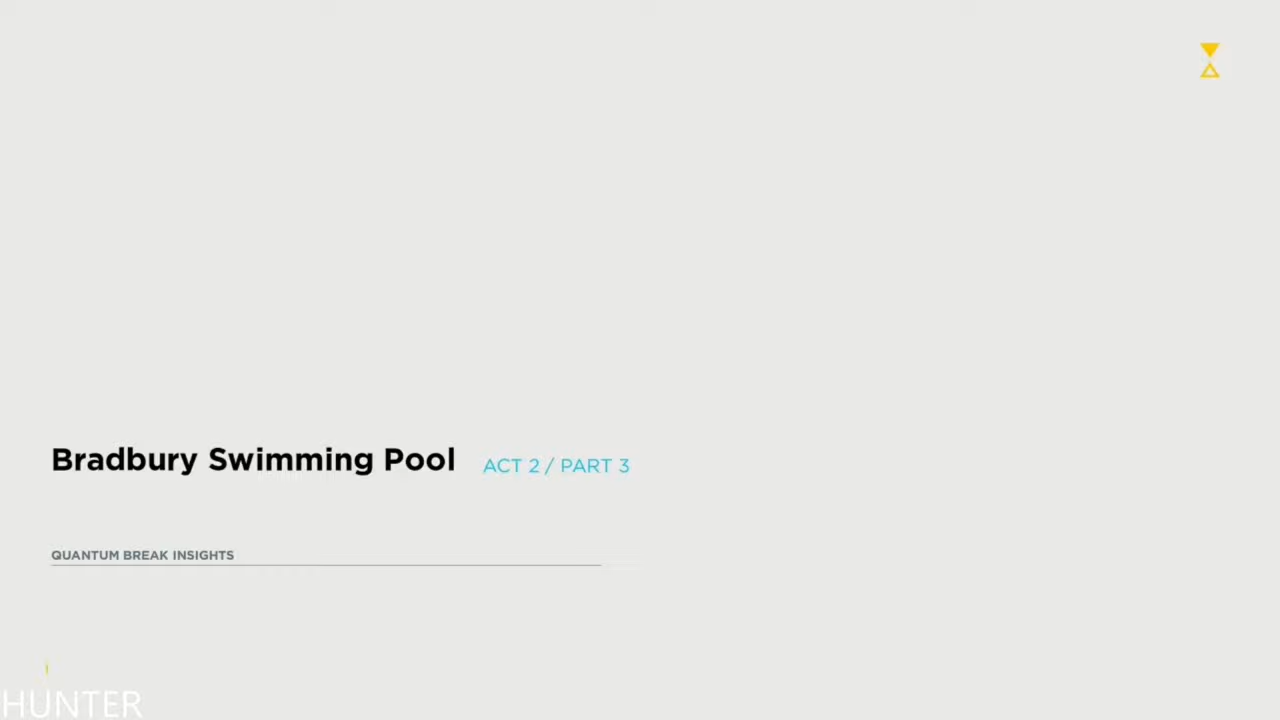 Bradbury Swimming Pool ACT 2 / PART 3
QUANTUM BREAK INSIGHTS
HUNTER